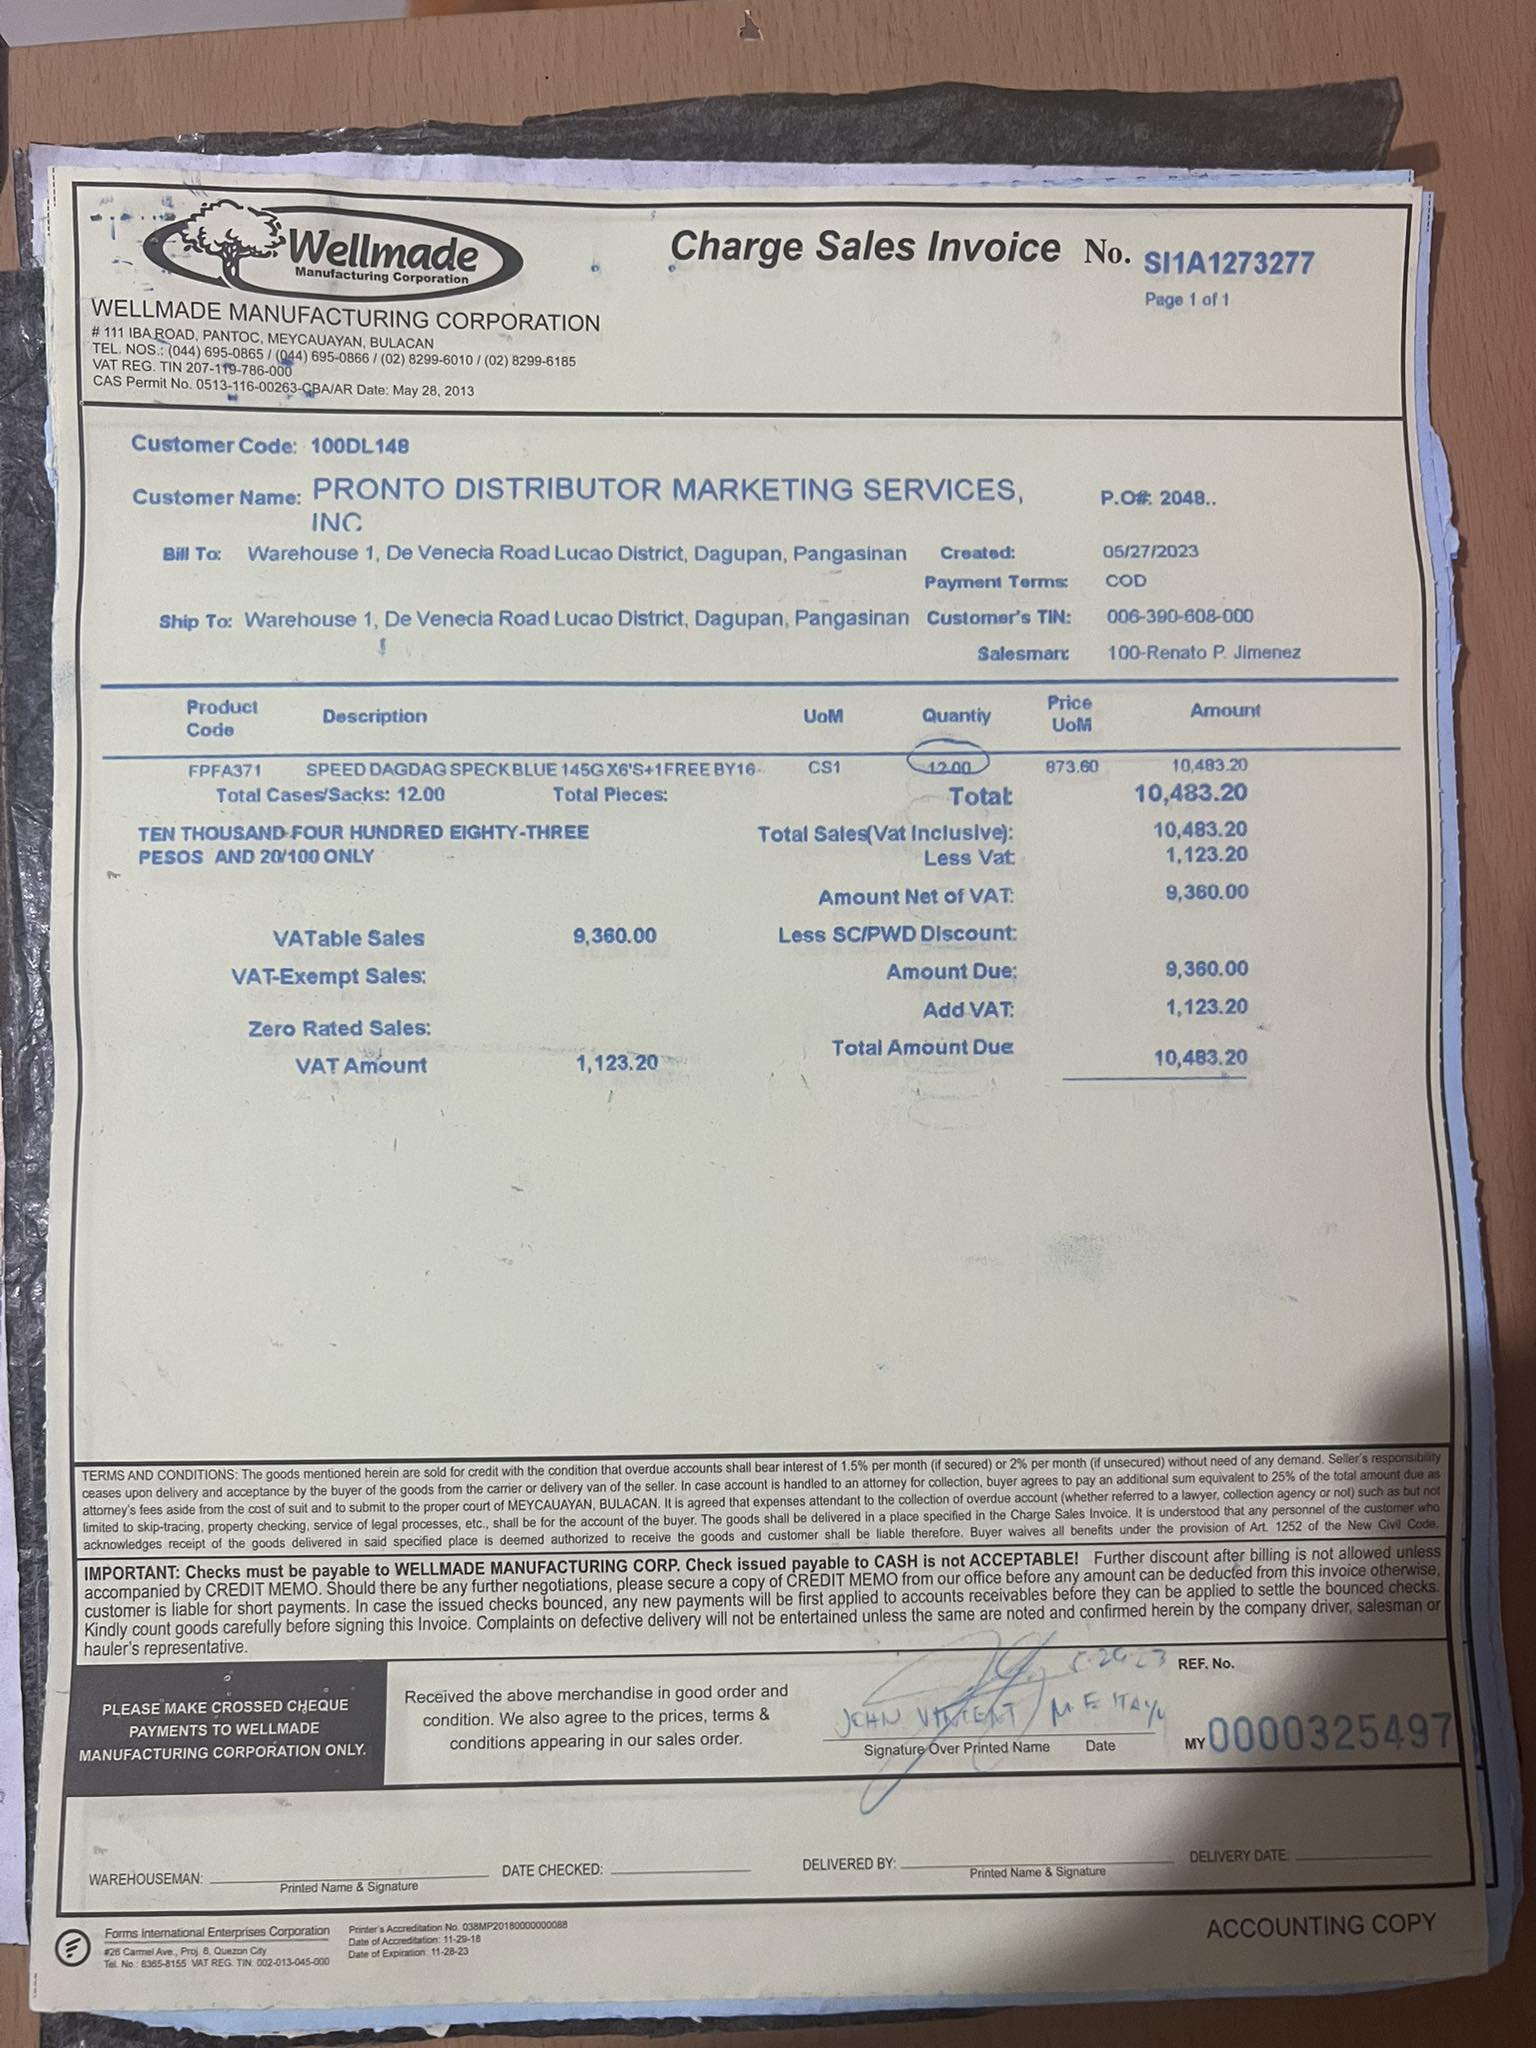 Wellmade
Manufacturing Corporation
Charge Sales Invoice No. SI1A1273277
Page 1 of 1
WELLMADE MANUFACTURING CORPORATION
# 111 IBA ROAD, PANTOC, MEYCAUAYAN, BULACAN
TEL. NOS.: (044) 695-0865 / (044) 695-0866 / (02) 8299-6010 / (02) 8299-6185
VAT REG. TIN 207-119-786-000
CAS Permit No. 0513-116-00263-CBA/AR Date: May 28, 2013
Customer Code: 100DL148
Customer Name: PRONTO DISTRIBUTOR MARKETING SERVICES, P.O#: 2048..
INC
Bill To: Warehouse 1, De Venecia Road Lucao District, Dagupan, Pangasinan Created: 05/27/2023
Payment Terms: COD
Ship To: Warehouse 1, De Venecia Road Lucao District, Dagupan, Pangasinan Customer's TIN: 006-390-608-000
Salesman: 100-Renato P. Jimenez
Product Code Description UoM Quantiy Price UoM Amount
FPFA371 SPEED DAGDAG SPECK BLUE 145G X6'S+1 FREE BY16 CS1 12.00 873.60 10,483.20
Total Cases/Sacks: 12.00 Total Pieces: Total: 10,483.20
TEN THOUSAND FOUR HUNDRED EIGHTY-THREE Total Sales(Vat Inclusive): 10,483.20
PESOS AND 20/100 ONLY Less Vat: 1,123.20
Amount Net of VAT: 9,360.00
VATable Sales 9,360.00 Less SC/PWD Discount:
VAT-Exempt Sales: Amount Due: 9,360.00
Add VAT: 1,123.20
Zero Rated Sales:
Total Amount Due 10,483.20
VAT Amount 1,123.20
TERMS AND CONDITIONS: The goods mentioned herein are sold for credit with the condition that overdue accounts shall bear interest of 1.5% per month (if secured) or 2% per month (if unsecured) without need of any demand. Seller's responsibility
ceases upon delivery and acceptance by the buyer of the goods from the carrier or delivery van of the seller. In case account is handled to an attorney for collection, buyer agrees to pay an additional sum equivalent to 25% of the total amount due as
attorney's fees aside from the cost of suit and to submit to the proper court of MEYCAUAYAN, BULACAN. It is agreed that expenses attendant to the collection of overdue account (whether referred to a lawyer, collection agency or not) such as but not
limited to skip-tracing, property checking, service of legal processes, etc., shall be for the account of the buyer. The goods shall be delivered in a place specified in the Charge Sales Invoice. It is understood that any personnel of the customer who
acknowledges receipt of the goods delivered in said specified place is deemed authorized to receive the goods and customer shall be liable therefore. Buyer waives all benefits under the provision of Art. 1252 of the New Civil Code.
IMPORTANT: Checks must be payable to WELLMADE MANUFACTURING CORP. Check issued payable to CASH is not ACCEPTABLE! Further discount after billing is not allowed unless
accompanied by CREDIT MEMO. Should there be any further negotiations, please secure a copy of CREDIT MEMO from our office before any amount can be deducted from this invoice otherwise,
customer is liable for short payments. In case the issued checks bounced, any new payments will be first applied to accounts receivables before they can be applied to settle the bounced checks.
Kindly count goods carefully before signing this Invoice. Complaints on defective delivery will not be entertained unless the same are noted and confirmed herein by the company driver, salesman or
hauler's representative.
PLEASE MAKE CROSSED CHEQUE
PAYMENTS TO WELLMADE
MANUFACTURING CORPORATION ONLY.
Received the above merchandise in good order and
condition. We also agree to the prices, terms &
conditions appearing in our sales order.
JOHN VINCENT
Signature Over Printed Name Date
REF. No.
MY 0000325497
WAREHOUSEMAN: DATE CHECKED: DELIVERED BY: DELIVERY DATE:
Printed Name & Signature Printed Name & Signature
Forms International Enterprises Corporation
#26 Carmel Ave., Proj. 6, Quezon City
Tel. No.: 8365-8155 VAT REG. TIN: 002-013-045-000
Printer's Accreditation No. 038MP20180000000088
Date of Accreditation: 11-29-18
Date of Expiration: 11-28-23
ACCOUNTING COPY